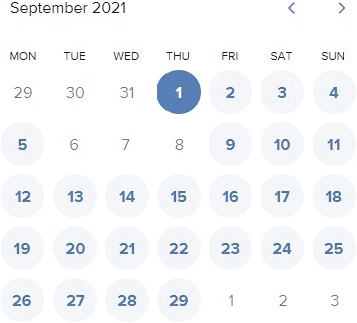 September 2021
MON TUE WED THU FRI SAT SUN
29 30 31 1 2 3 4
5 6 7 8 9 10 11
12 13 14 15 16 17 18
19 20 21 22 23 24 25
26 27 28 29 1 2 3